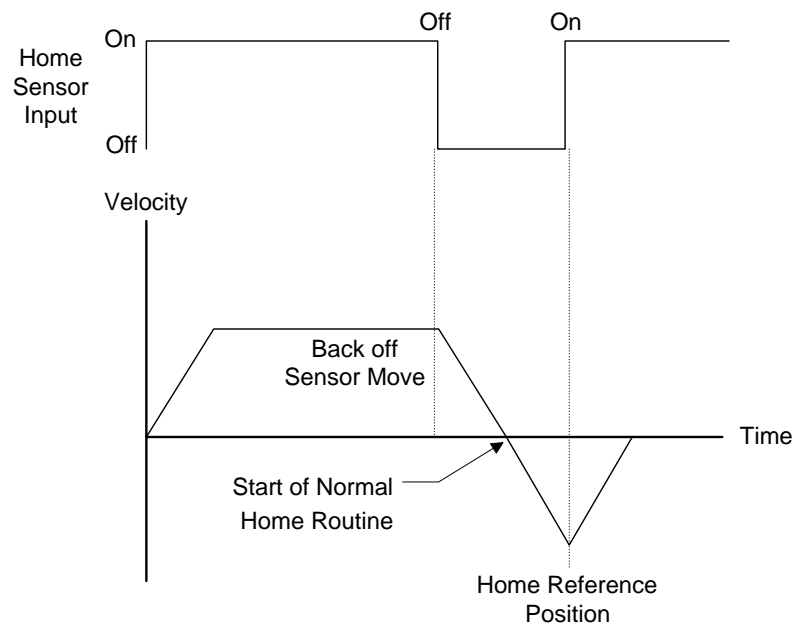 Off
On
On
Home
Sensor
Input
Off
Velocity
Back off
Sensor Move
Time
Start of Normal
Home Routine
Home Reference
Position